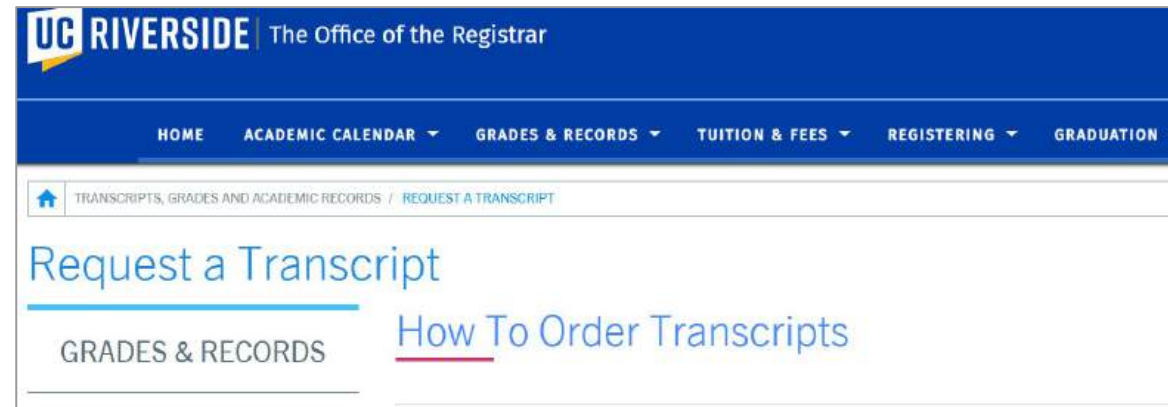 UC RIVERSIDE The Office of the Registrar
HOME ACADEMIC CALENDAR GRADES & RECORDS TUITION & FEES REGISTERING GRADUATION
TRANSCRIPTS, GRADES AND ACADEMIC RECORDS / REQUEST A TRANSCRIPT
Request a Transcript
GRADES & RECORDS
How To Order Transcripts